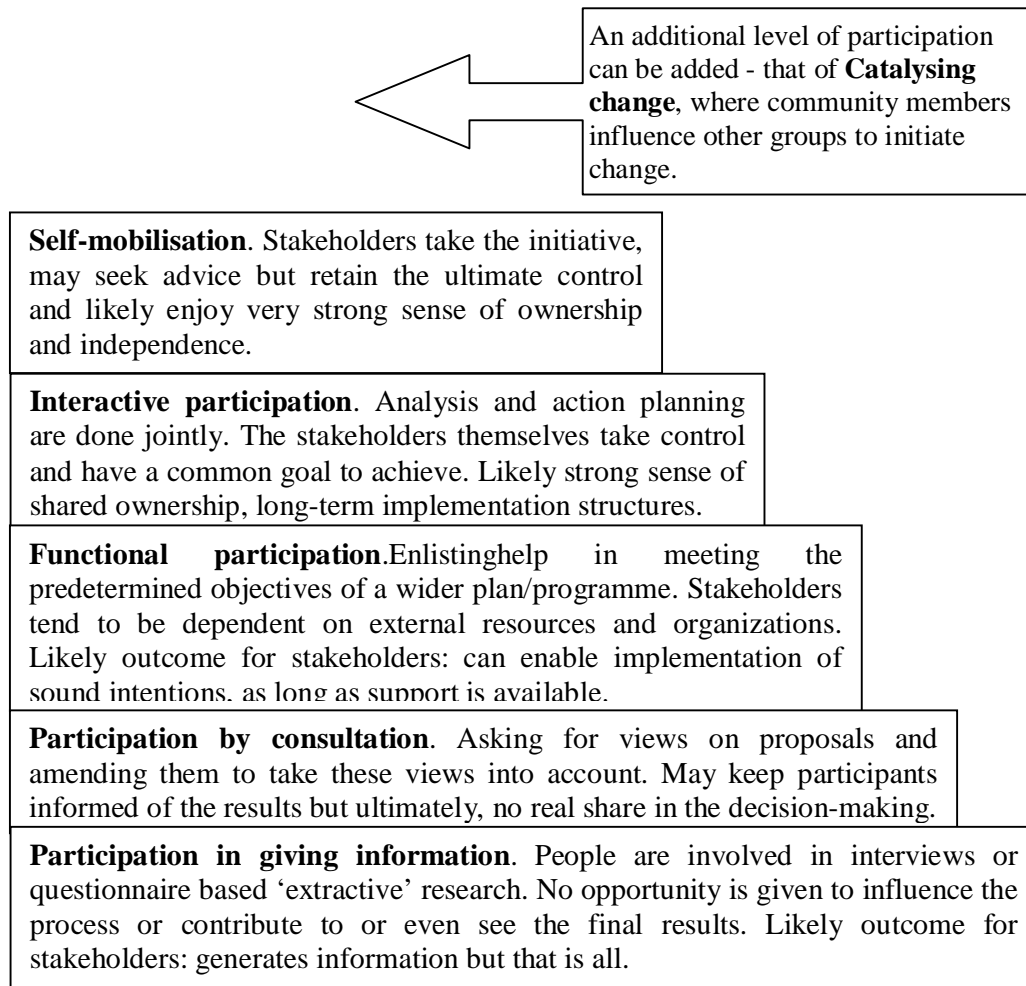 An additional level of participation
can be added - that of Catalysing
change, where community members
influence other groups to initiate
change.
Self-mobilisation. Stakeholders take the initiative,
may seek advice but retain the ultimate control
and likely enjoy very strong sense of ownership
and independence.
Interactive participation. Analysis and action planning
are done jointly. The stakeholders themselves take control
and have a common goal to achieve. Likely strong sense of
shared ownership, long-term implementation structures.
Functional participation.Enlistinghelp in meeting the
predetermined objectives of a wider plan/programme. Stakeholders
tend to be dependent on external resources and organizations.
Likely outcome for stakeholders: can enable implementation of
sound intentions, as long as support is available.
Participation by consultation. Asking for views on proposals and
amending them to take these views into account. May keep participants
informed of the results but ultimately, no real share in the decision-making.
Participation in giving information. People are involved in interviews or
questionnaire based ‘extractive’ research. No opportunity is given to influence the
process or contribute to or even see the final results. Likely outcome for
stakeholders: generates information but that is all.